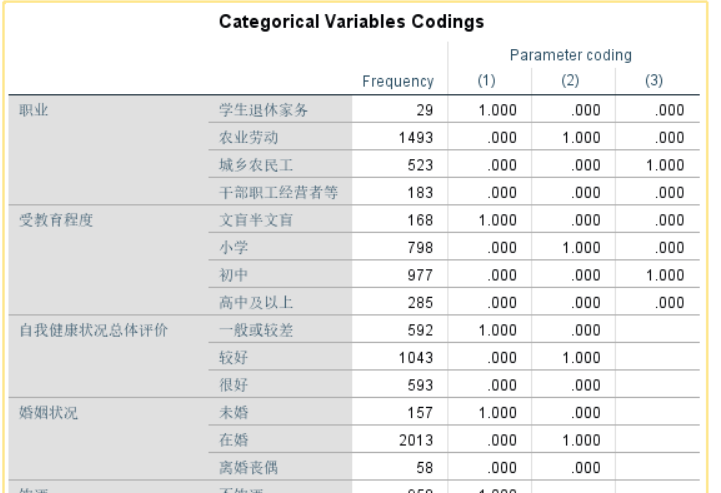 Categorical Variables Codings
Parameter coding
Frequency (1) (2) (3)
职业 学生退休家务 29 1.000 .000 .000
农业劳动 1493 .000 1.000 .000
城乡农民工 523 .000 .000 1.000
干部职工经营者等 183 .000 .000 .000
受教育程度 文盲半文盲 168 1.000 .000 .000
小学 798 .000 1.000 .000
初中 977 .000 .000 1.000
高中及以上 285 .000 .000 .000
自我健康状况总体评价 一般或较差 592 1.000 .000
较好 1043 .000 1.000
很好 593 .000 .000
婚姻状况 未婚 157 1.000 .000
在婚 2013 .000 1.000
离婚丧偶 58 .000 .000